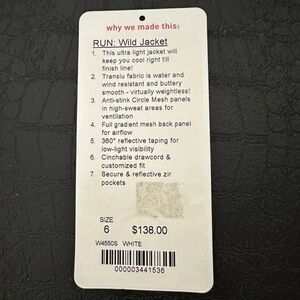 why we made this:
RUN: Wild Jacket
1. This ultra light jacket will
keep you cool right till
finish line!
2. Transiu fabric is water and
wind resistant and buttery
smooth - virtually weightless!
3. Anti-stink Circle Mesh panels
in high-sweat areas for
ventilation
4. Full gradient mesh back panel
for airflow
5. 360° reflective taping for
low-light visibility
6. Cinchable drawcord &
customized fit
7. Secure & reflective zip
pockets
SIZE
6 $138.00
W4560S WHITE
000003441536